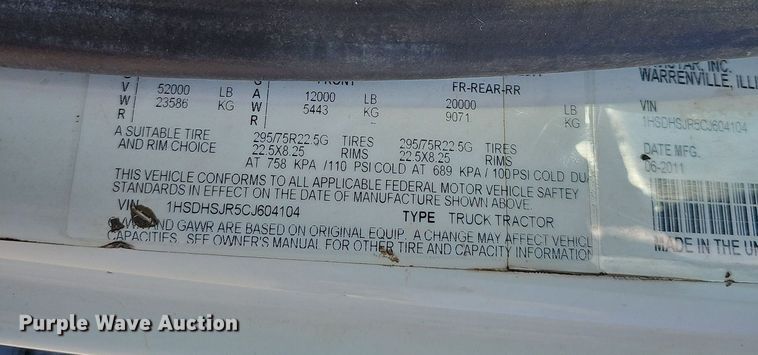 FRONT FR-REAR-RR
GVWR 52000 LB 23586 KG GAWR 12000 LB 5443 KG 20000 LB 9071 KG
A SUITABLE TIRE AND RIM CHOICE
295/75R22.5G TIRES 295/75R22.5G TIRES
22.5X8.25 RIMS 22.5X8.25 RIMS
AT 758 KPA /110 PSI COLD AT 689 KPA / 100 PSI COLD DU
THIS VEHICLE CONFORMS TO ALL APPLICABLE FEDERAL MOTOR VEHICLE SAFTEY
STANDARDS IN EFFECT ON THE DATE OF MANUFACTURE SHOWN ABOVE.
VIN 1HSDHSJR5CJ604104 TYPE TRUCK TRACTOR
AND GAWR ARE BASED ON ORIGINAL EQUIP. A CHANGE MAY AFFECT VEHICL
CAPACITIES. SEE OWNER'S MANUAL FOR OTHER TIRE AND CAPACITY INFORMATION
INC.
WARRENVILLE, ILLI
VIN
1HSDHSJR5CJ604104
DATE MFG.
06-2011
MADE IN THE UN
Purple Wave Auction